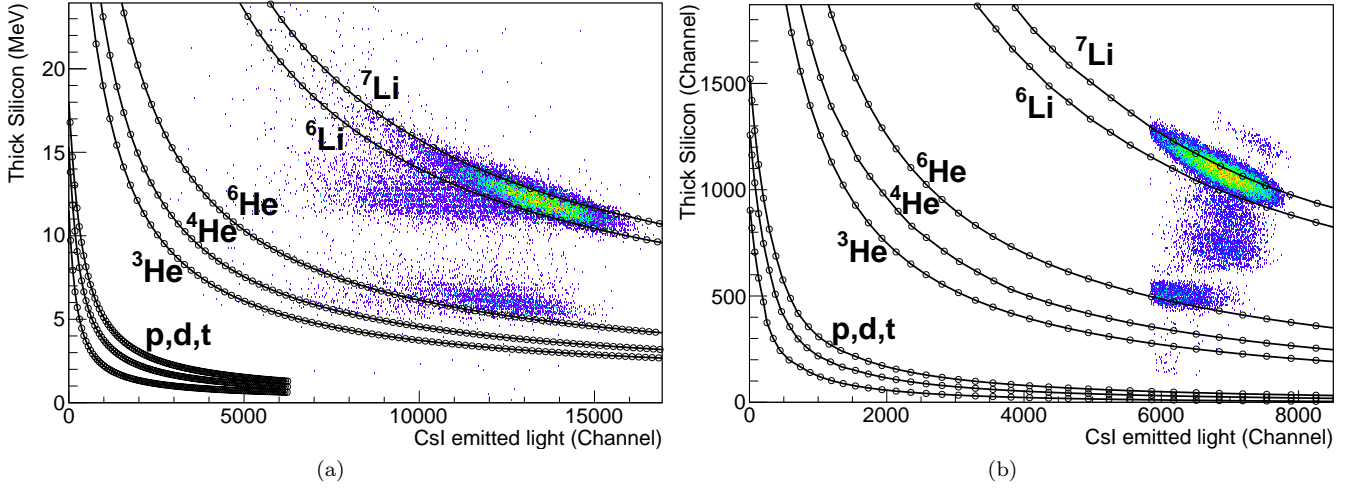 Thick Silicon (MeV)
20
15
10
5
0
⁷Li
⁶Li
⁶He
⁴He
³He
p,d,t
0
5000
10000
15000
CsI emitted light (Channel)
(a)
Thick Silicon (Channel)
1500
1000
500
0
⁷Li
⁶Li
⁶He
⁴He
³He
p,d,t
0
2000
4000
6000
8000
CsI emitted light (Channel)
(b)